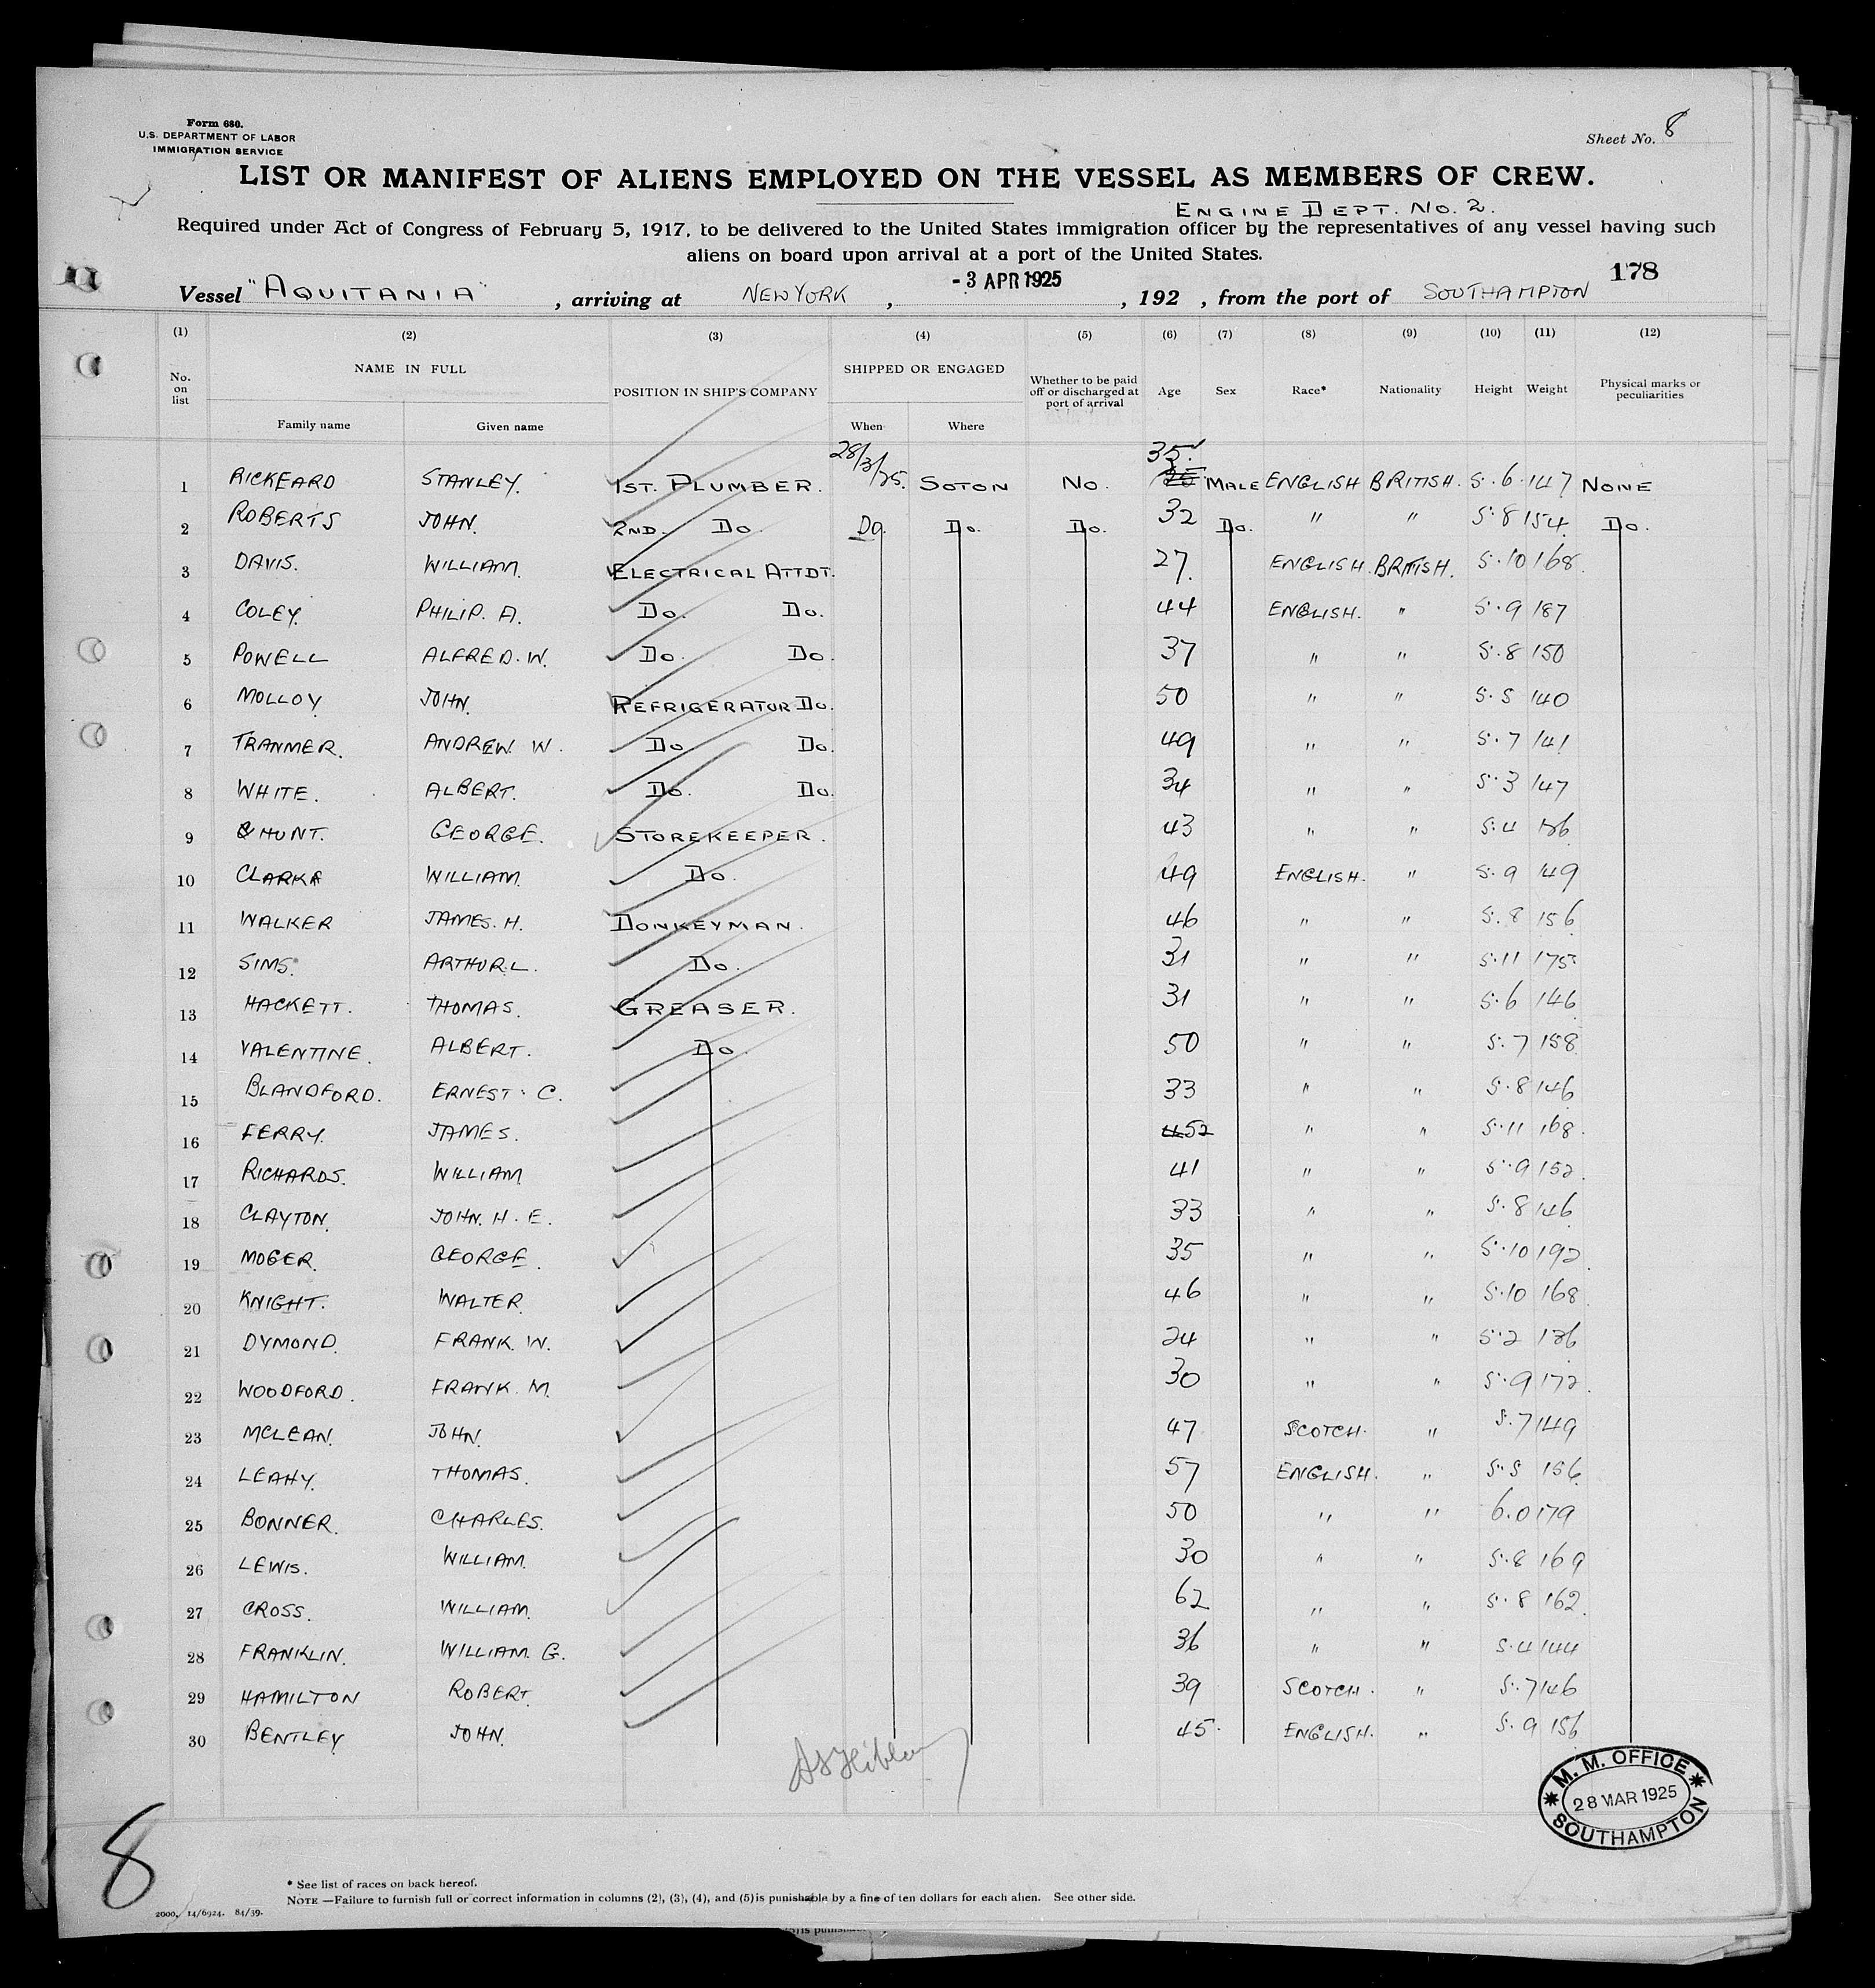 Form 680.
U.S. DEPARTMENT OF LABOR
IMMIGRATION SERVICE
Sheet No. 8
LIST OR MANIFEST OF ALIENS EMPLOYED ON THE VESSEL AS MEMBERS OF CREW.
ENGINE DEPT. NO. 2.
Required under Act of Congress of February 5, 1917, to be delivered to the United States immigration officer by the representatives of any vessel having such
aliens on board upon arrival at a port of the United States.
178
Vessel "AQUITANIA", arriving at NEW YORK, - 3 APR 1925, 192 , from the port of SOUTHAMPTON
(1) (2) (3) (4) (5) (6) (7) (8) (9) (10) (11) (12)
No. on list NAME IN FULL POSITION IN SHIP'S COMPANY SHIPPED OR ENGAGED Whether to be paid off or discharged at port of arrival Age Sex Race* Nationality Height Weight Physical marks or peculiarities
Family name Given name When Where
1 RICKEARD STANLEY. 1ST. PLUMBER. 28/3/25. SOTON NO. 35. MALE ENGLISH BRITISH. 5.6 147 NONE
2 ROBERTS JOHN. 2ND. DO. DO. DO. DO. 32 DO. " " 5.8 154 DO.
3 DAVIS. WILLIAM. ELECTRICAL ATTDT. 27. ENGLISH. BRITISH. 5.10 168.
4 COLEY. PHILIP. A. DO. DO. 44 ENGLISH. " 5.9 187
5 POWELL ALFRED. W. DO. DO. 37 " " 5.8 150
6 MOLLOY JOHN. REFRIGERATOR DO. 50 " " 5.5 140
7 TRANMER. ANDREW. W. DO DO. 49 " " 5.7 141
8 WHITE. ALBERT. DO. DO. 34 " " 5.3 147
9 HUNT. GEORGE. STOREKEEPER. 43 " " 5.4 136
10 CLARKE WILLIAM. DO. 49 ENGLISH. " 5.9 149
11 WALKER JAMES. H. DONKEYMAN. 46 " " 5.8 156
12 SIMS. ARTHUR. L. DO. 31 " " 5.11 175
13 HACKETT. THOMAS. GREASER. 31 " " 5.6 146
14 VALENTINE. ALBERT. DO. 50 " " 5.7 158
15 BLANDFORD. ERNEST. C. 33 " " 5.8 146
16 FERRY. JAMES. 52 " " 5.11 168.
17 RICHARDS. WILLIAM 41 " " 5.9 152.
18 CLAYTON. JOHN. H. E. 33 " " 5.8 146
19 MOGER. GEORGE. 35 " " 5.10 192.
20 KNIGHT. WALTER. 46 " " 5.10 168.
21 DYMOND. FRANK. W. 24 " " 5.2 136
22 WOODFORD. FRANK. M. 30 " " 5.9 172.
23 MCLEAN. JOHN. 47 SCOTCH. " 5.7 149
24 LEAHY. THOMAS. 57 ENGLISH. " 5.5 156
25 BONNER. CHARLES. 50 " " 6.0 179
26 LEWIS. WILLIAM. 30 " " 5.8 169
27 CROSS. WILLIAM. 62 " " 5.8 162.
28 FRANKLIN. WILLIAM. G. 36 " " 5.4 144
29 HAMILTON ROBERT. 39 SCOTCH. " 5.7 146
30 BENTLEY JOHN. 45. ENGLISH. " 5.9 156
M. M. OFFICE
28 MAR 1925
SOUTHAMPTON
8
* See list of races on back hereof.
NOTE —Failure to furnish full or correct information in columns (2), (3), (4), and (5) is punishable by a fine of ten dollars for each alien. See other side.
2000. 14/6924. 84/39.